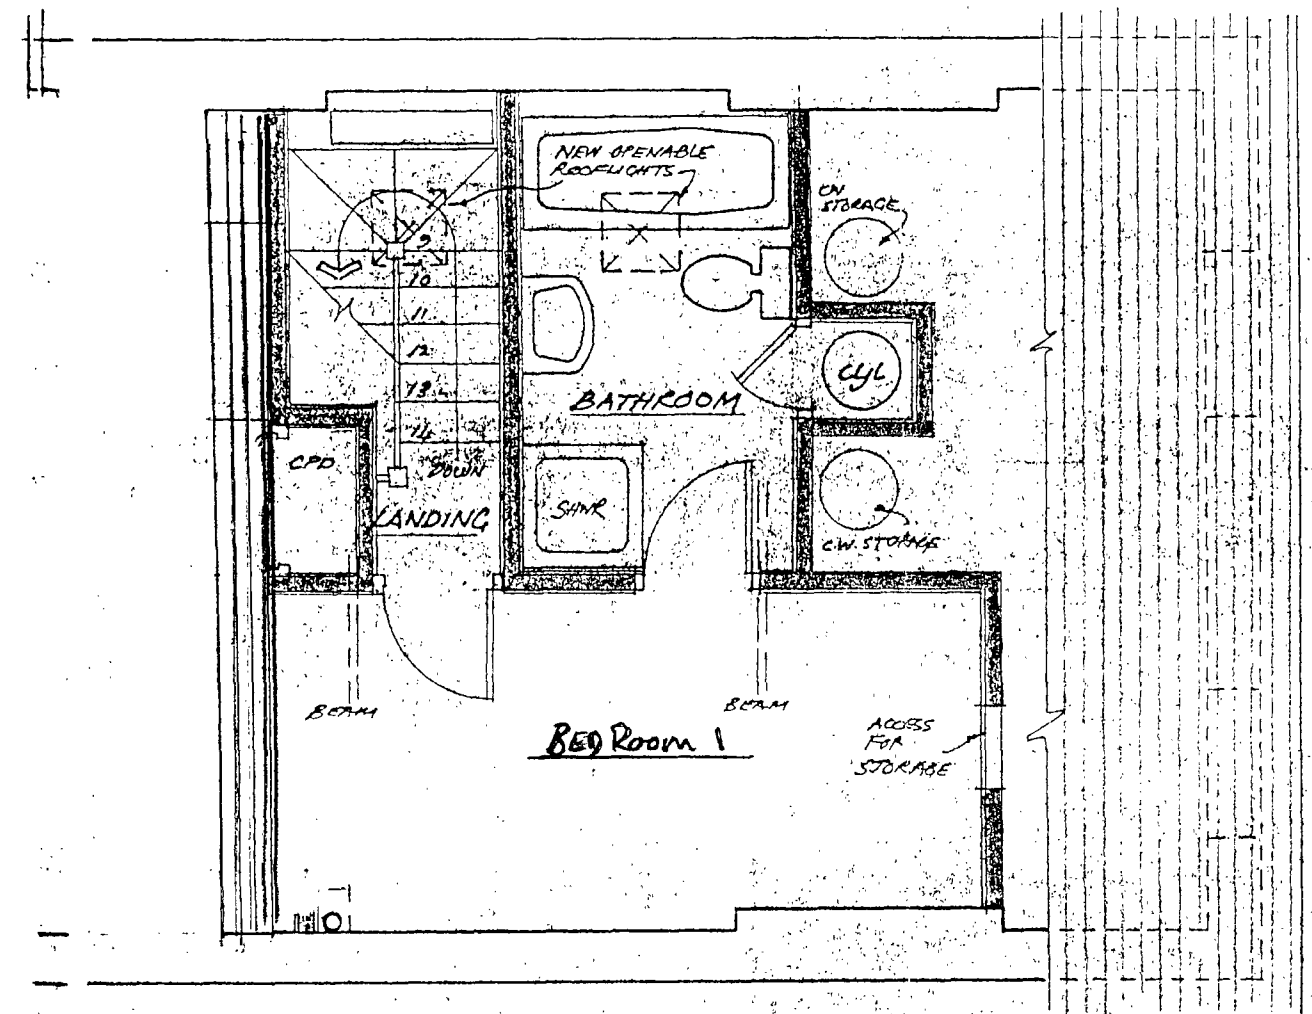 NEW OPENABLE
ROOFLIGHTS
CW
STORAGE
9
10
11
12
13
14
CYL
BATHROOM
CPD
DOWN
LANDING
SHWR
C.W. STORAGE
BEAM
BEAM
BED ROOM 1
ACCESS
FOR
STORAGE